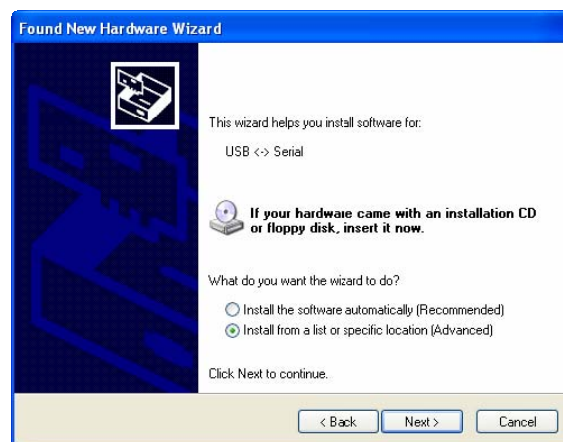 Found New Hardware Wizard
This wizard helps you install software for:
USB <-> Serial
If your hardware came with an installation CD
or floppy disk, insert it now.
What do you want the wizard to do?
Install the software automatically (Recommended)
Install from a list or specific location (Advanced)
Click Next to continue.
< Back Next > Cancel